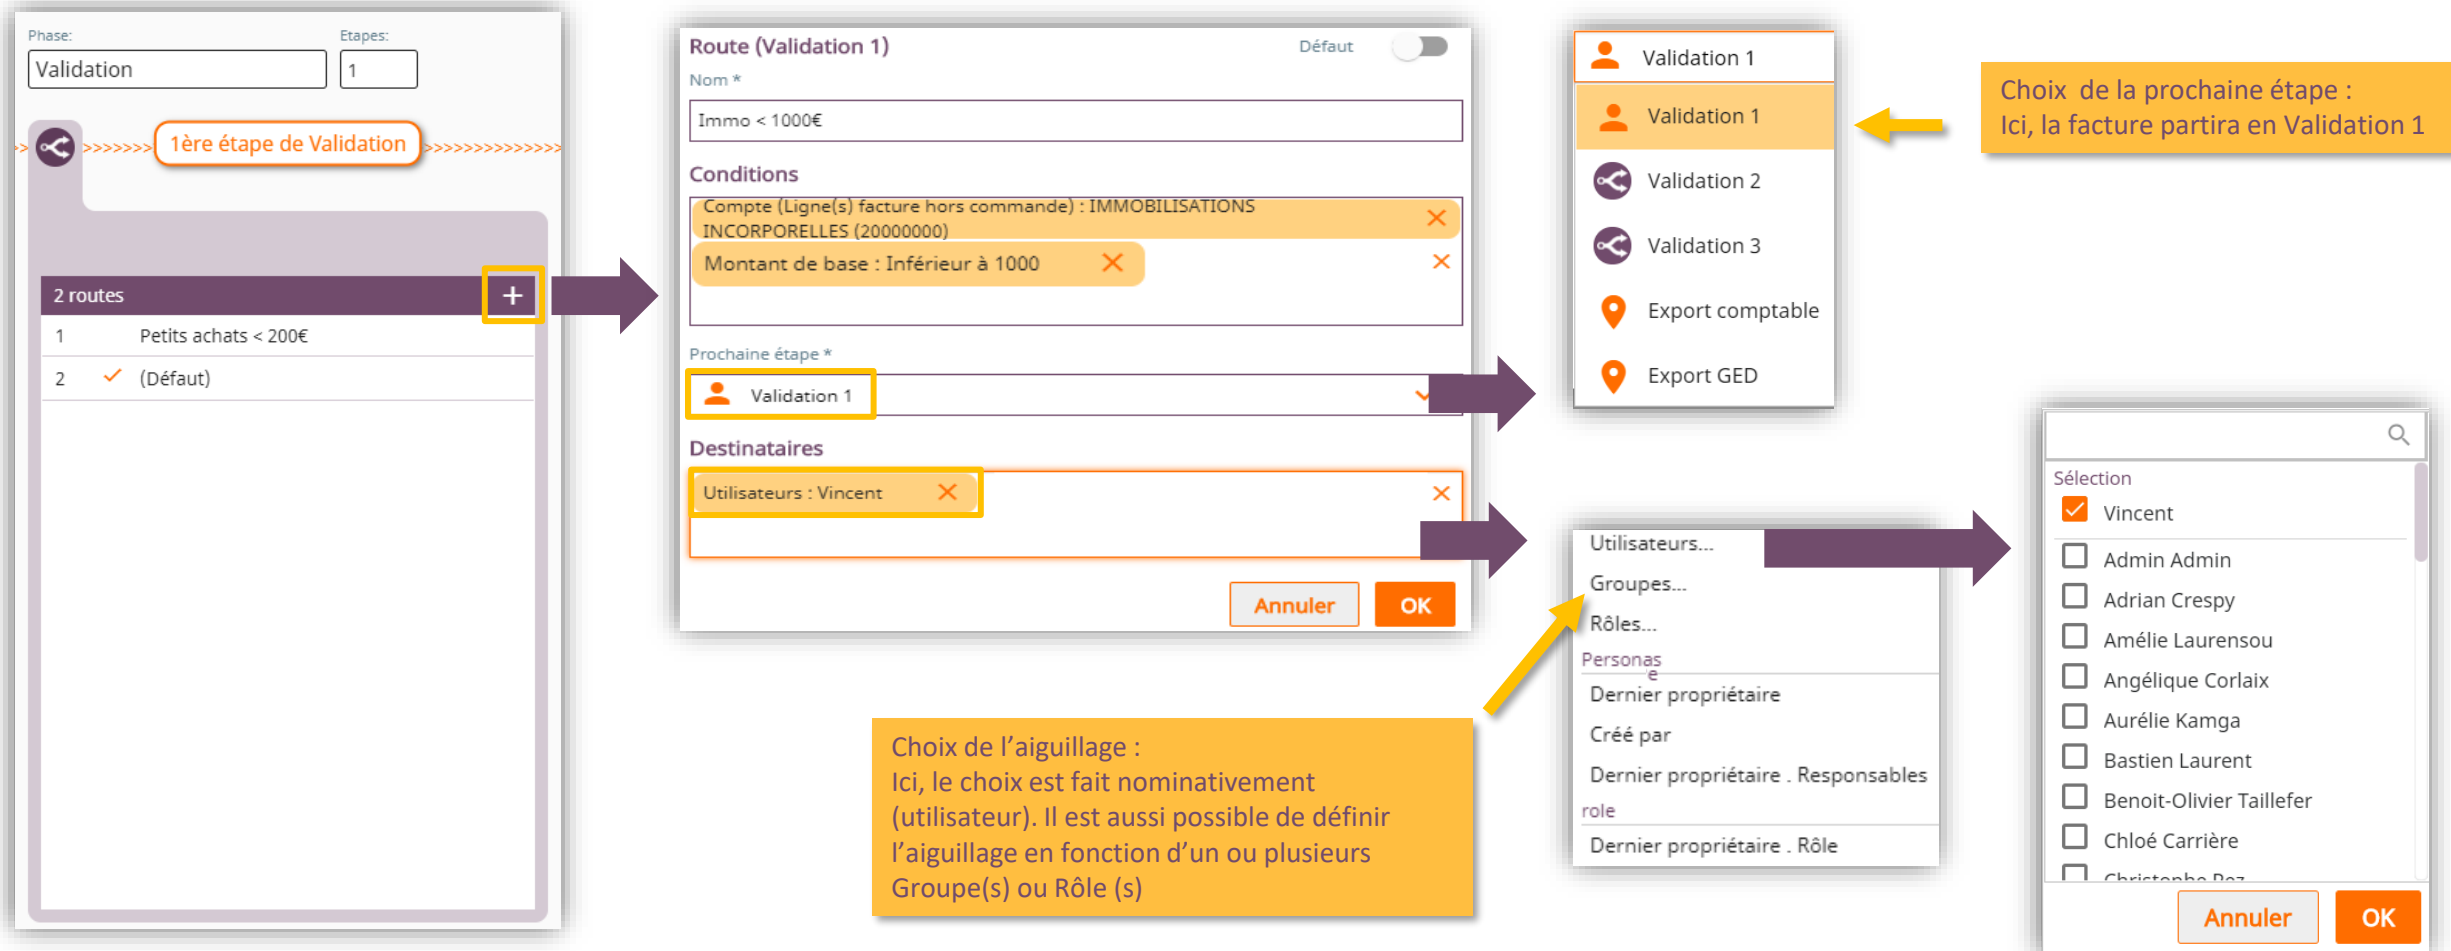 Phase:
Etapes:
Validation
1
1ère étape de Validation
2 routes
+
1 Petits achats < 200€
2 (Défaut)
Route (Validation 1)
Défaut
Nom *
Immo < 1000€
Conditions
Compte (Ligne(s) facture hors commande) : IMMOBILISATIONS
INCORPORELLES (20000000)
Montant de base : Inférieur à 1000
Prochaine étape *
Validation 1
Destinataires
Utilisateurs : Vincent
Annuler
OK
Validation 1
Validation 1
Validation 2
Validation 3
Export comptable
Export GED
Choix de la prochaine étape :
Ici, la facture partira en Validation 1
Choix de l’aiguillage :
Ici, le choix est fait nominativement
(utilisateur). Il est aussi possible de définir
l’aiguillage en fonction d’un ou plusieurs
Groupe(s) ou Rôle (s)
Utilisateurs...
Groupes...
Rôles...
Personas
e
Dernier propriétaire
Créé par
Dernier propriétaire . Responsables
role
Dernier propriétaire . Rôle
Sélection
Vincent
Admin Admin
Adrian Crespy
Amélie Laurensou
Angélique Corlaix
Aurélie Kamga
Bastien Laurent
Benoit-Olivier Taillefer
Chloé Carrière
Christophe
Annuler
OK